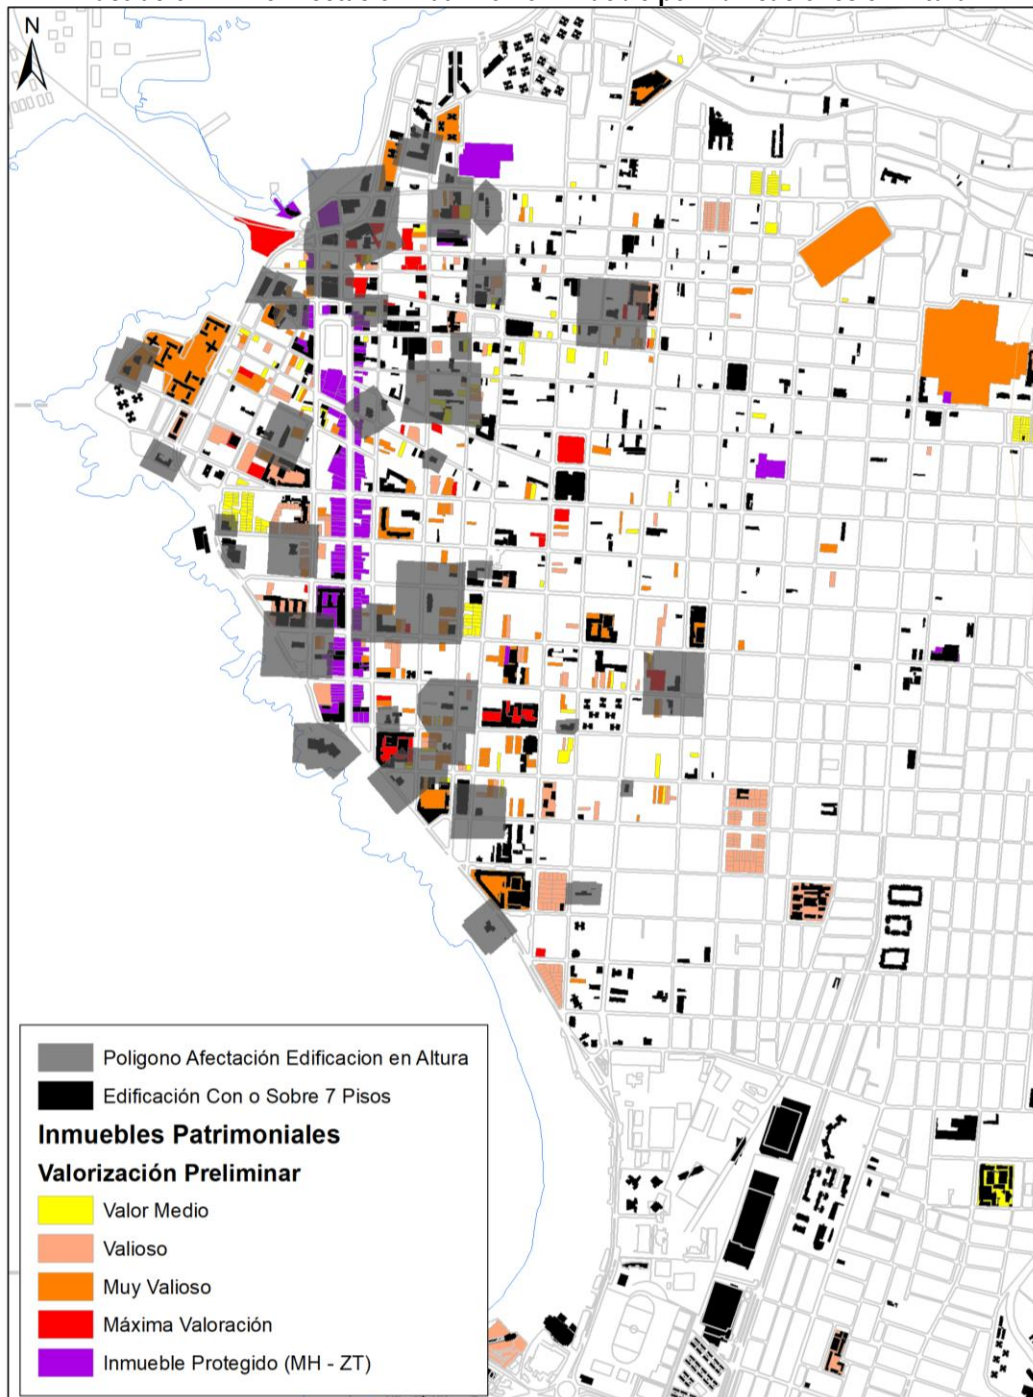 N
Poligono Afectación Edificacion en Altura
Edificación Con o Sobre 7 Pisos
Inmuebles Patrimoniales
Valorización Preliminar
Valor Medio
Valioso
Muy Valioso
Máxima Valoración
Inmueble Protegido (MH - ZT)